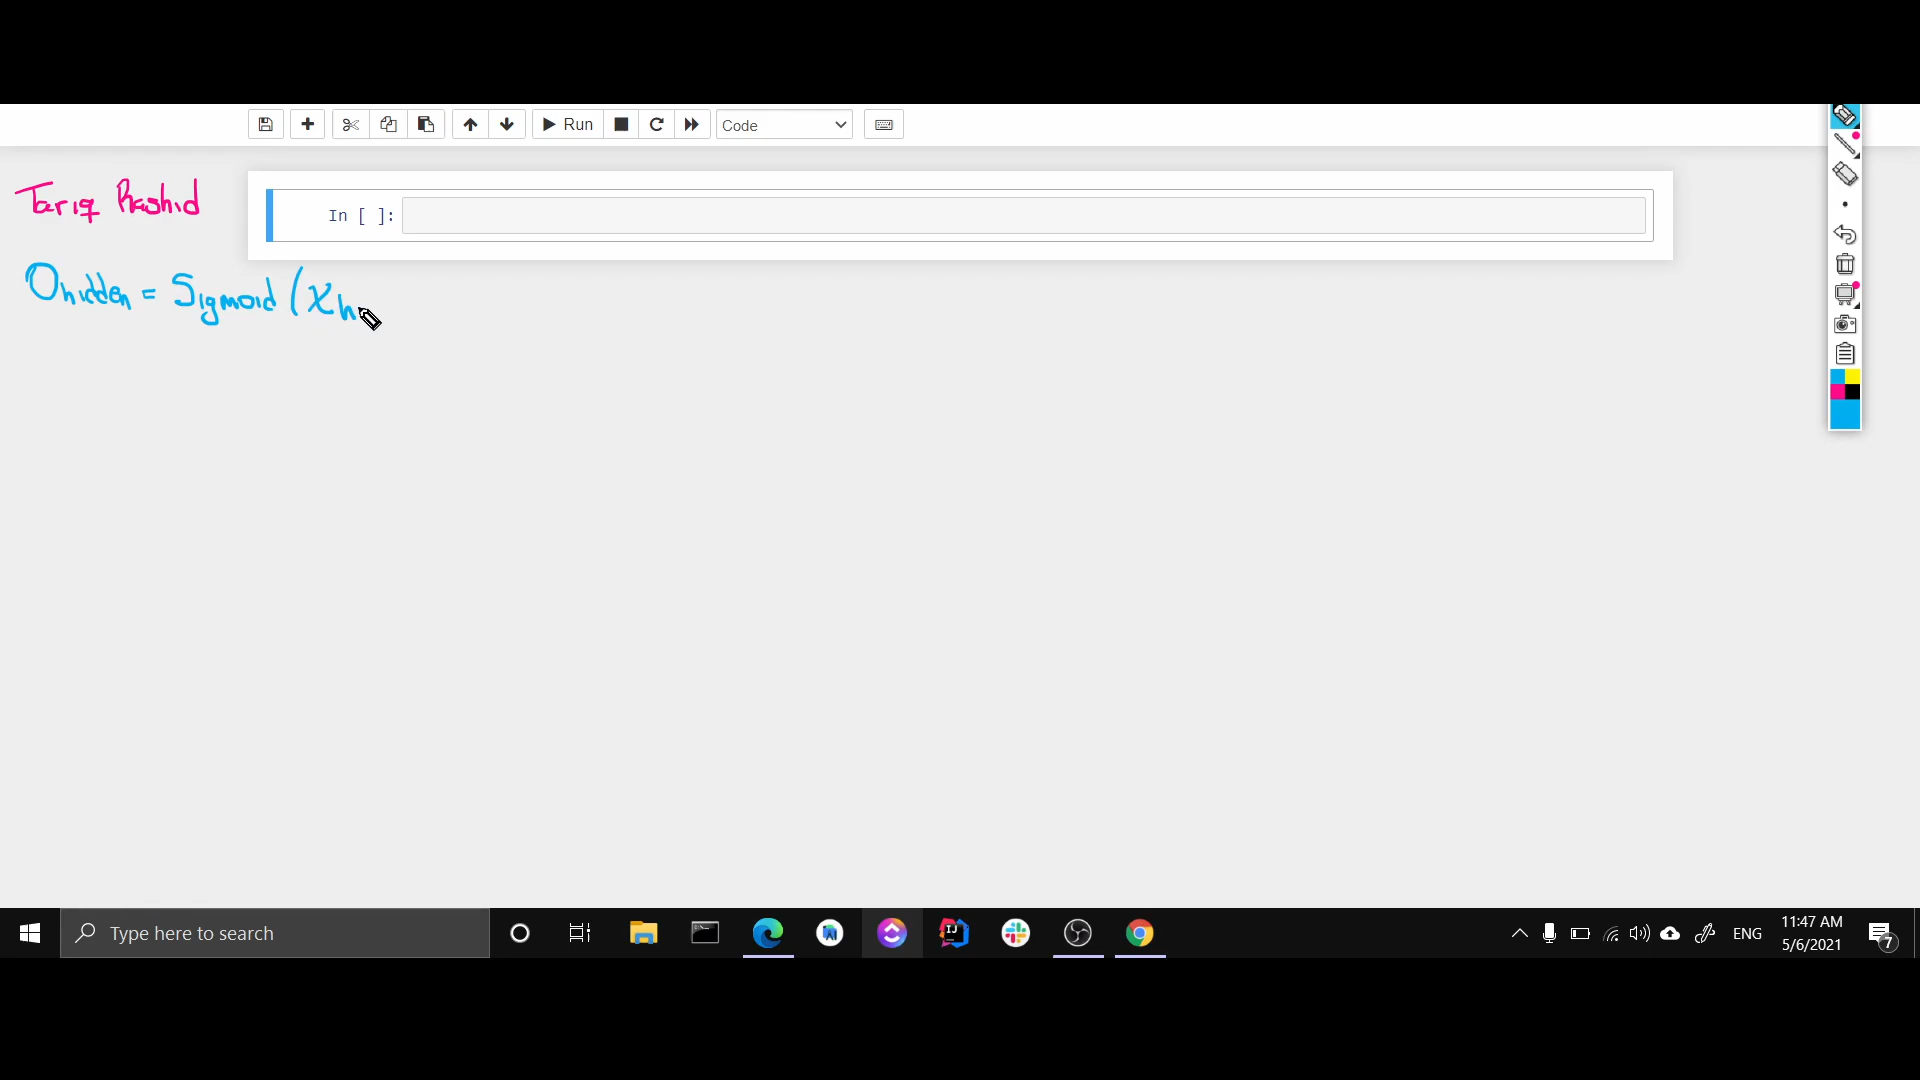 Run
Code
Tariq Rashid
In [ ]:
Ohidden = Sigmoid (xh
Type here to search
ENG
11:47 AM
5/6/2021
7